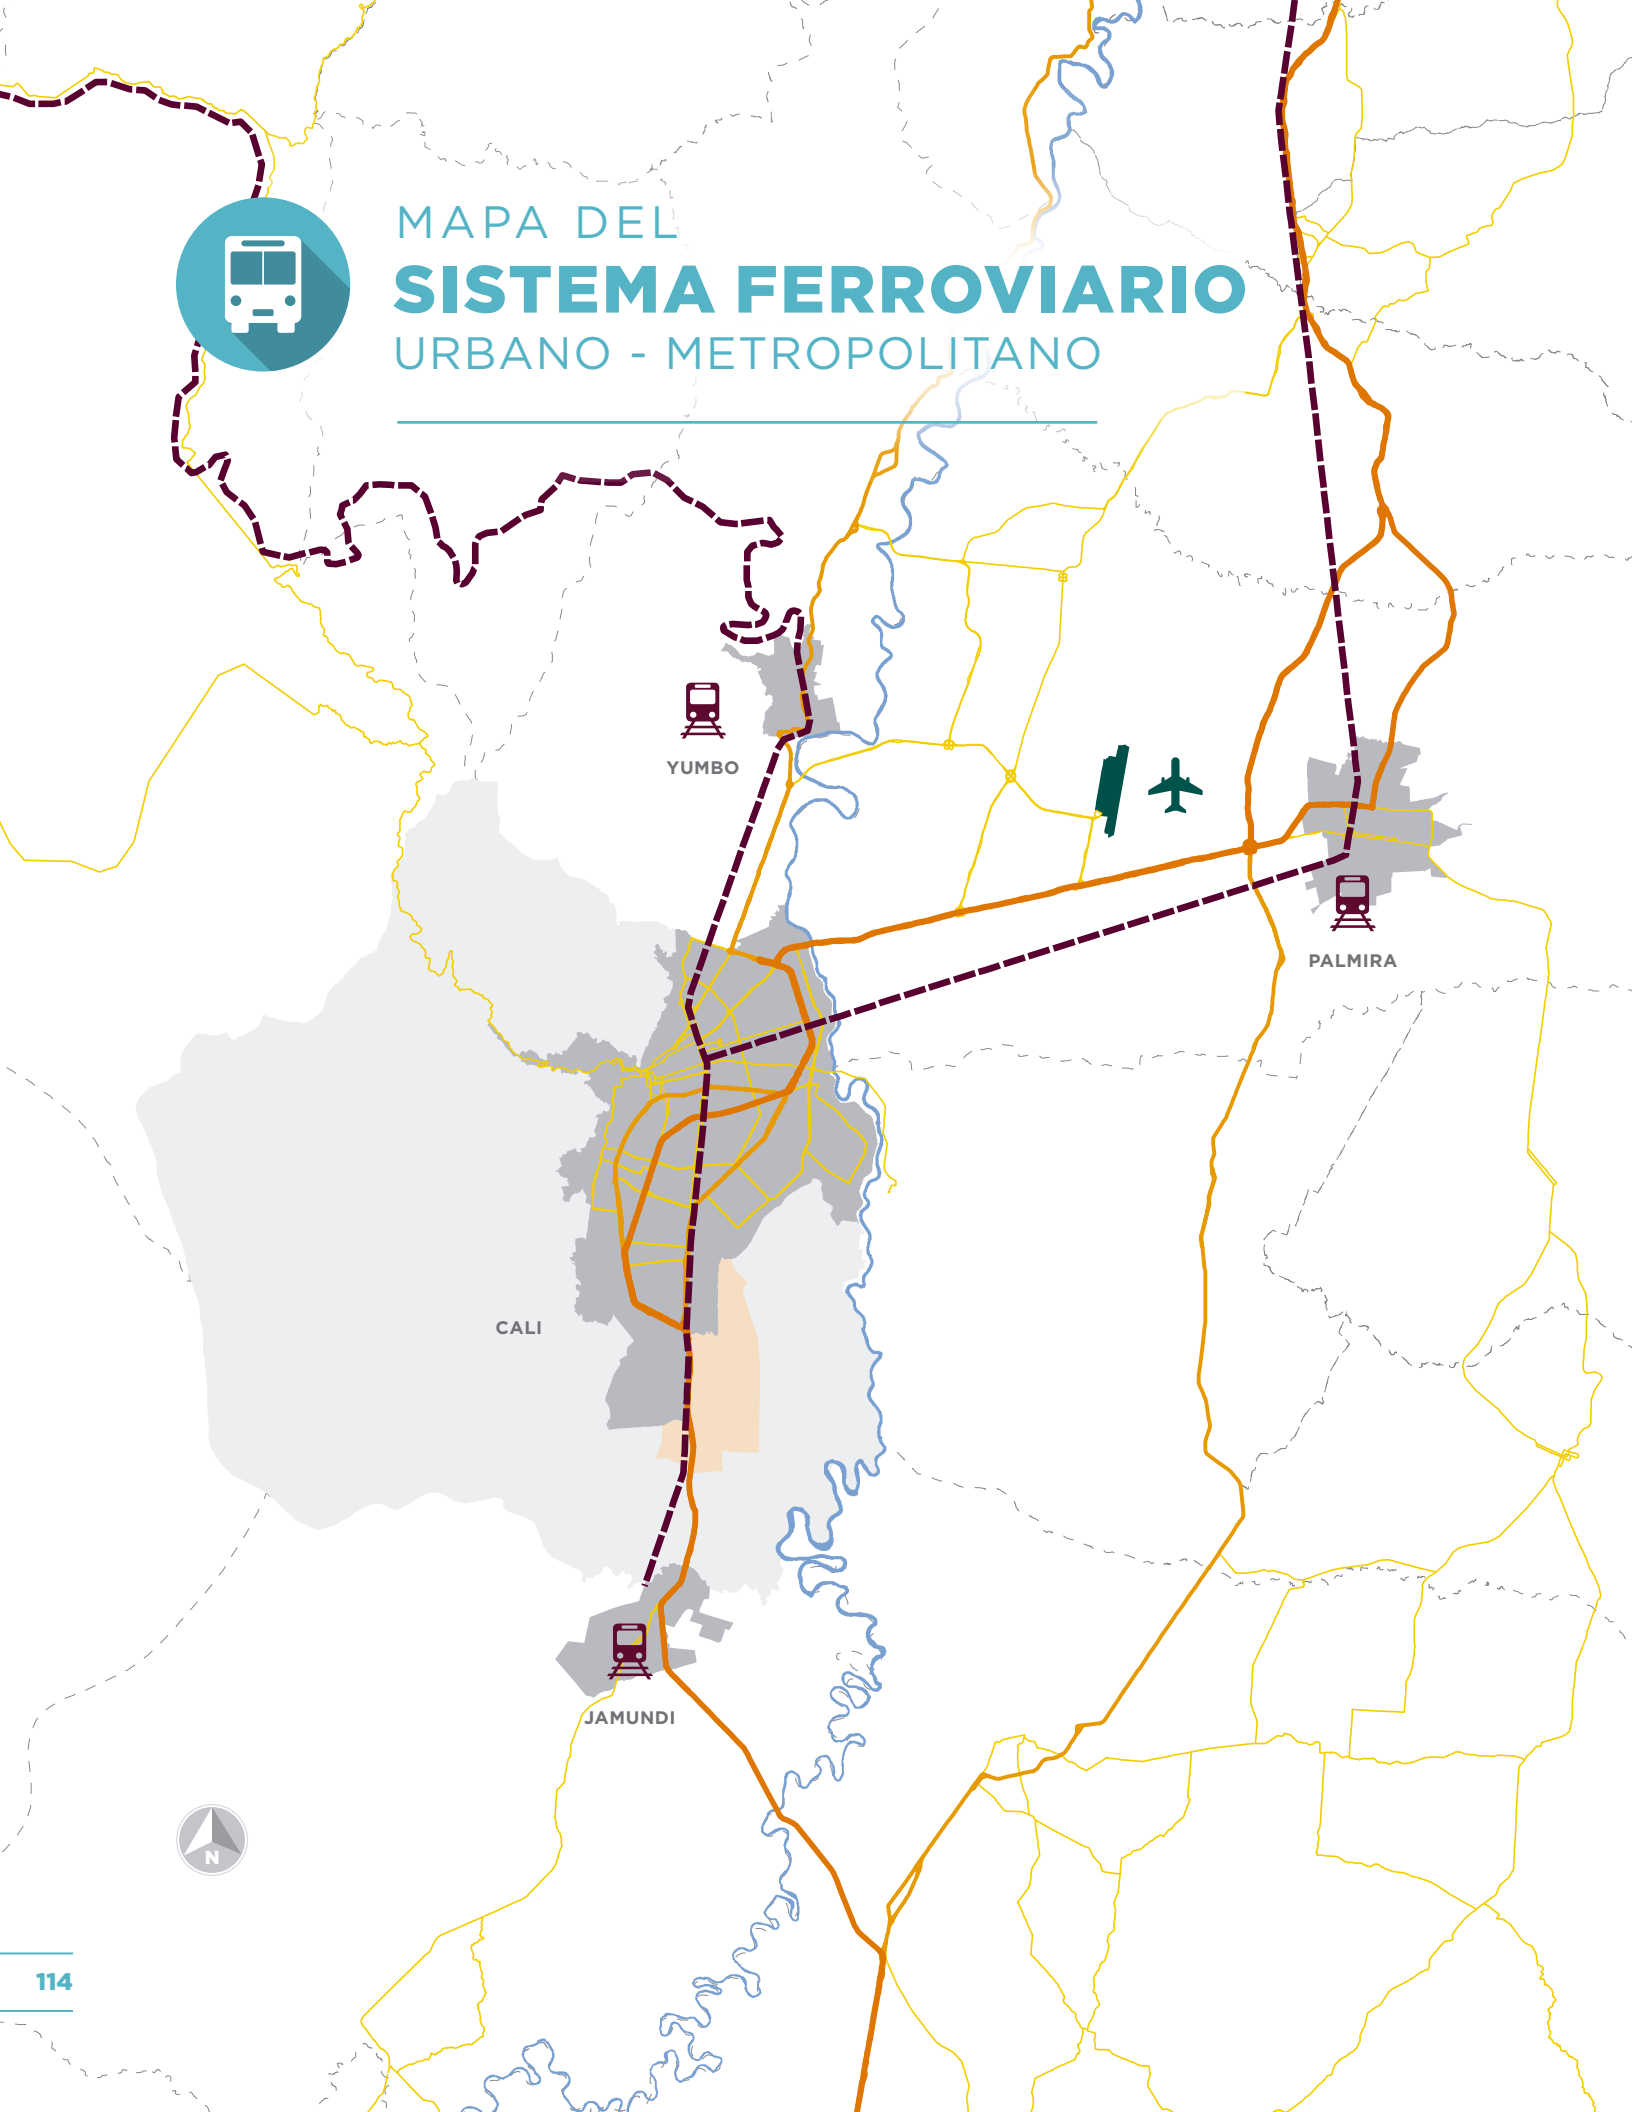 MAPA DEL
SISTEMA FERROVIARIO
URBANO - METROPOLITANO
YUMBO
PALMIRA
CALI
JAMUNDI
N
114